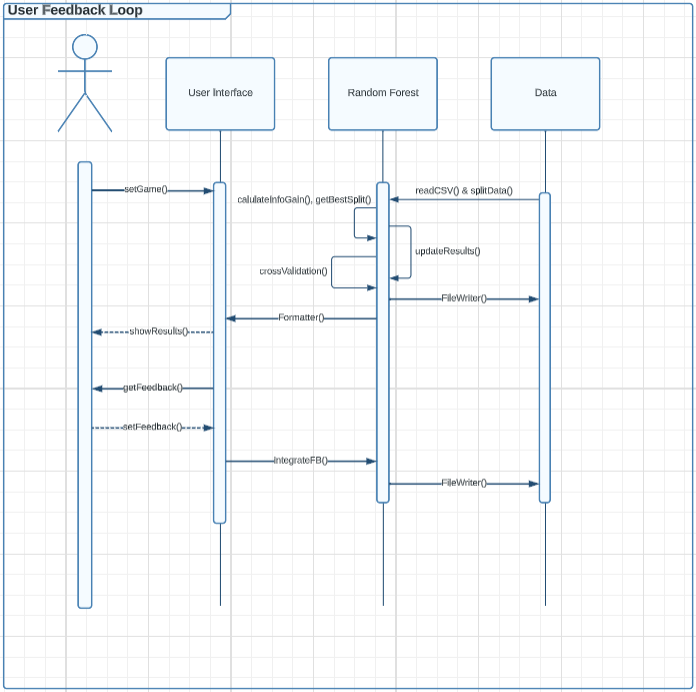 User Feedback Loop
User Interface
Random Forest
Data
setGame()
readCSV() & splitData()
calulateInfoGain(), getBestSplit()
updateResults()
crossValidation()
FileWriter()
Formatter()
showResults()
getFeedback()
setFeedback()
IntegrateFB()
FileWriter()